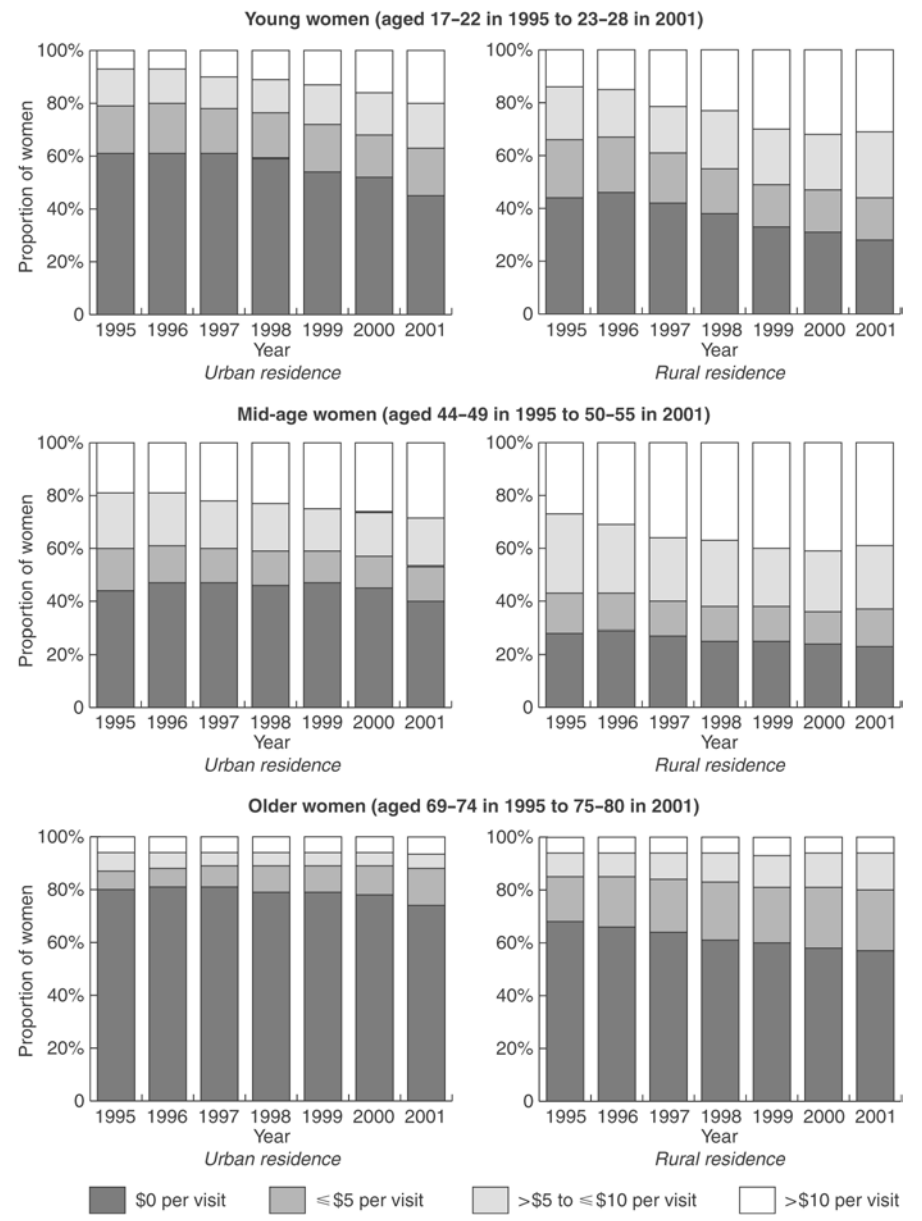 Young women (aged 17–22 in 1995 to 23–28 in 2001)
100%
80%
60%
40%
20%
0
Proportion of women
1995 1996 1997 1998 1999 2000 2001
Year
Urban residence
100%
80%
60%
40%
20%
0
1995 1996 1997 1998 1999 2000 2001
Year
Rural residence
Mid-age women (aged 44–49 in 1995 to 50–55 in 2001)
100%
80%
60%
40%
20%
0
Proportion of women
1995 1996 1997 1998 1999 2000 2001
Year
Urban residence
100%
80%
60%
40%
20%
0
1995 1996 1997 1998 1999 2000 2001
Year
Rural residence
Older women (aged 69–74 in 1995 to 75–80 in 2001)
100%
80%
60%
40%
20%
0
Proportion of women
1995 1996 1997 1998 1999 2000 2001
Year
Urban residence
100%
80%
60%
40%
20%
0
1995 1996 1997 1998 1999 2000 2001
Year
Rural residence
$0 per visit ⩽$5 per visit >$5 to ⩽$10 per visit >$10 per visit